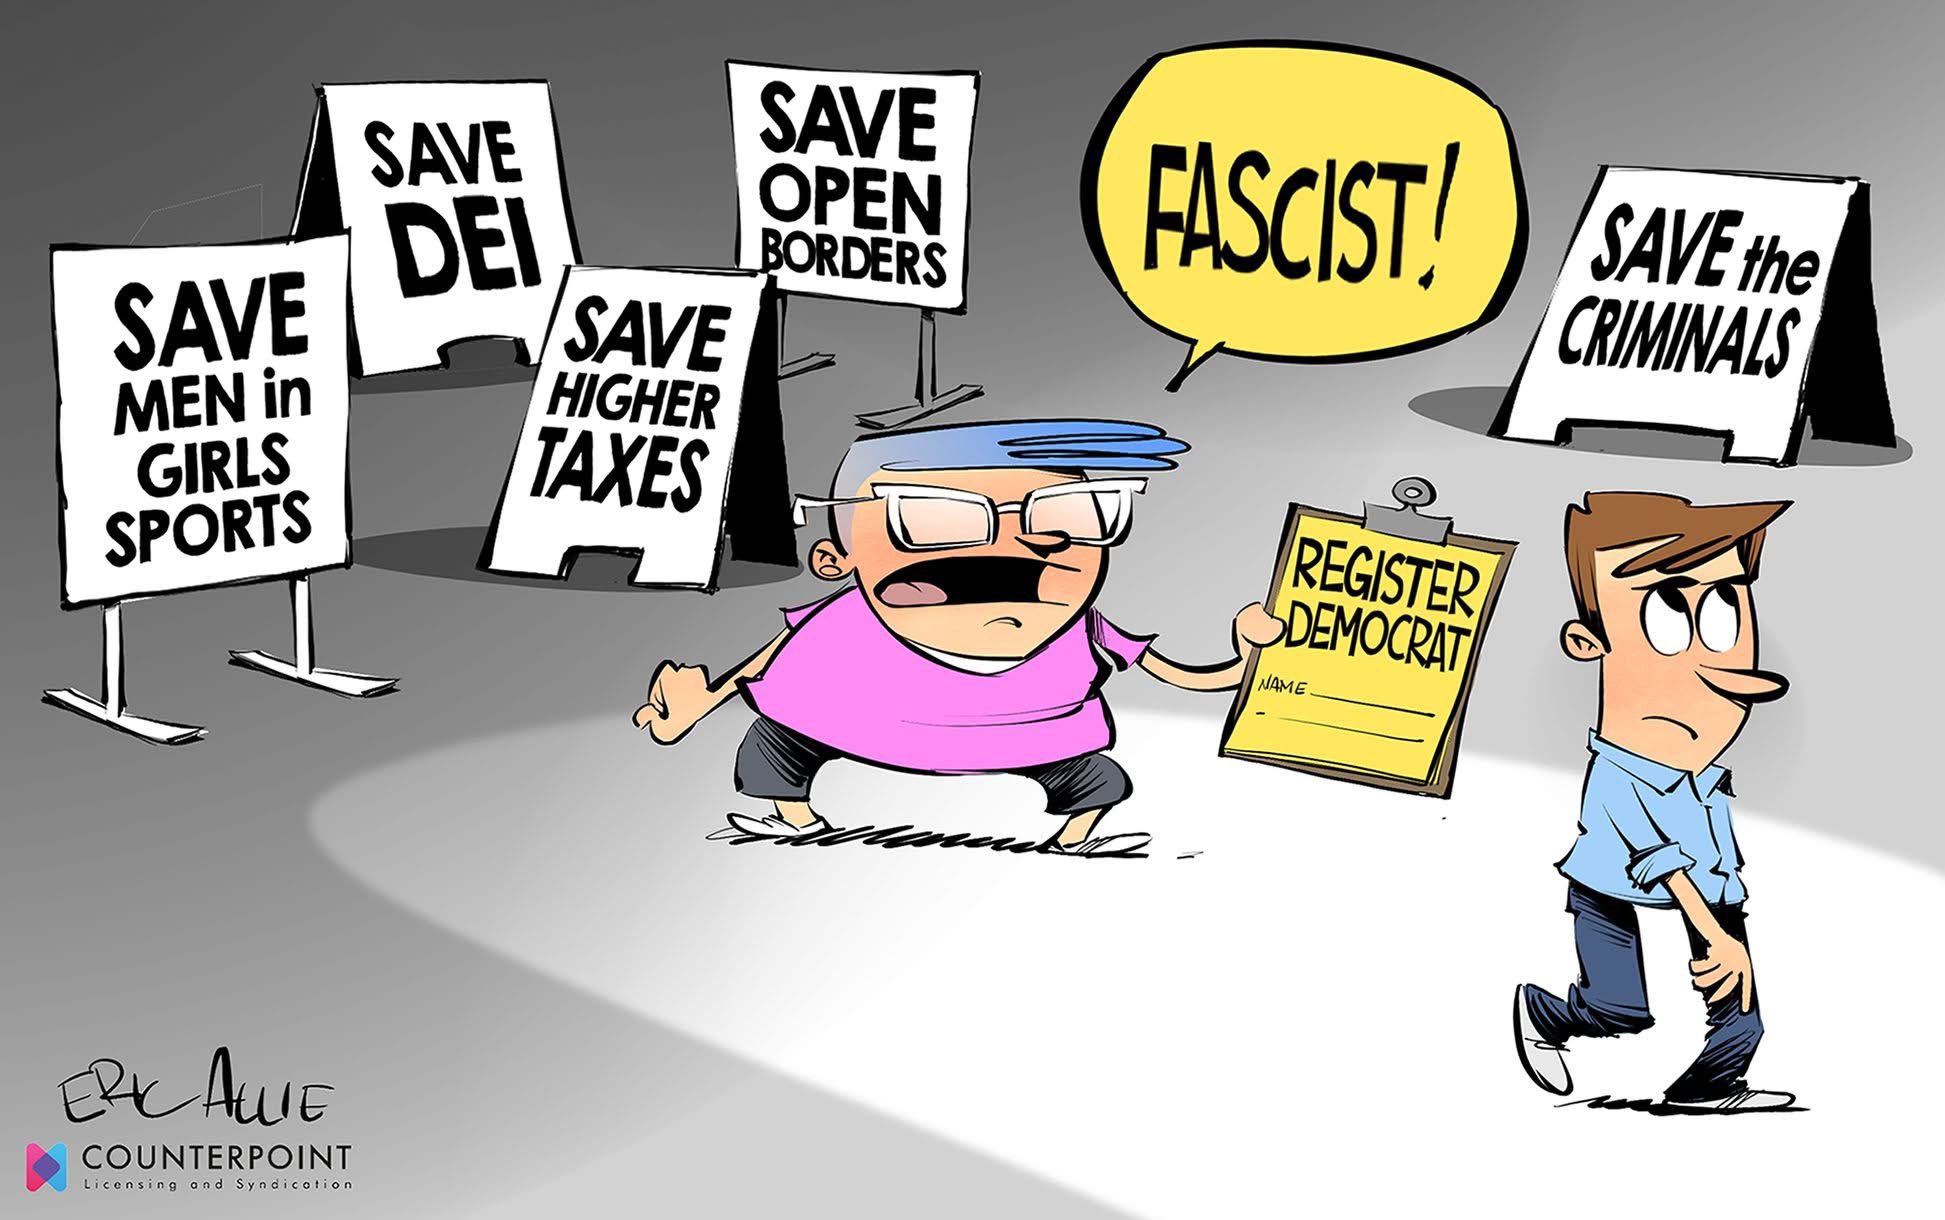 SAVE
MEN in
GIRLS
SPORTS
SAVE
DEI
SAVE
HIGHER
TAXES
SAVE
OPEN
BORDERS
FASCIST!
SAVE the
CRIMINALS
REGISTER
DEMOCRAT
NAME
ERIC ALLIE
COUNTERPOINT
Licensing and Syndication